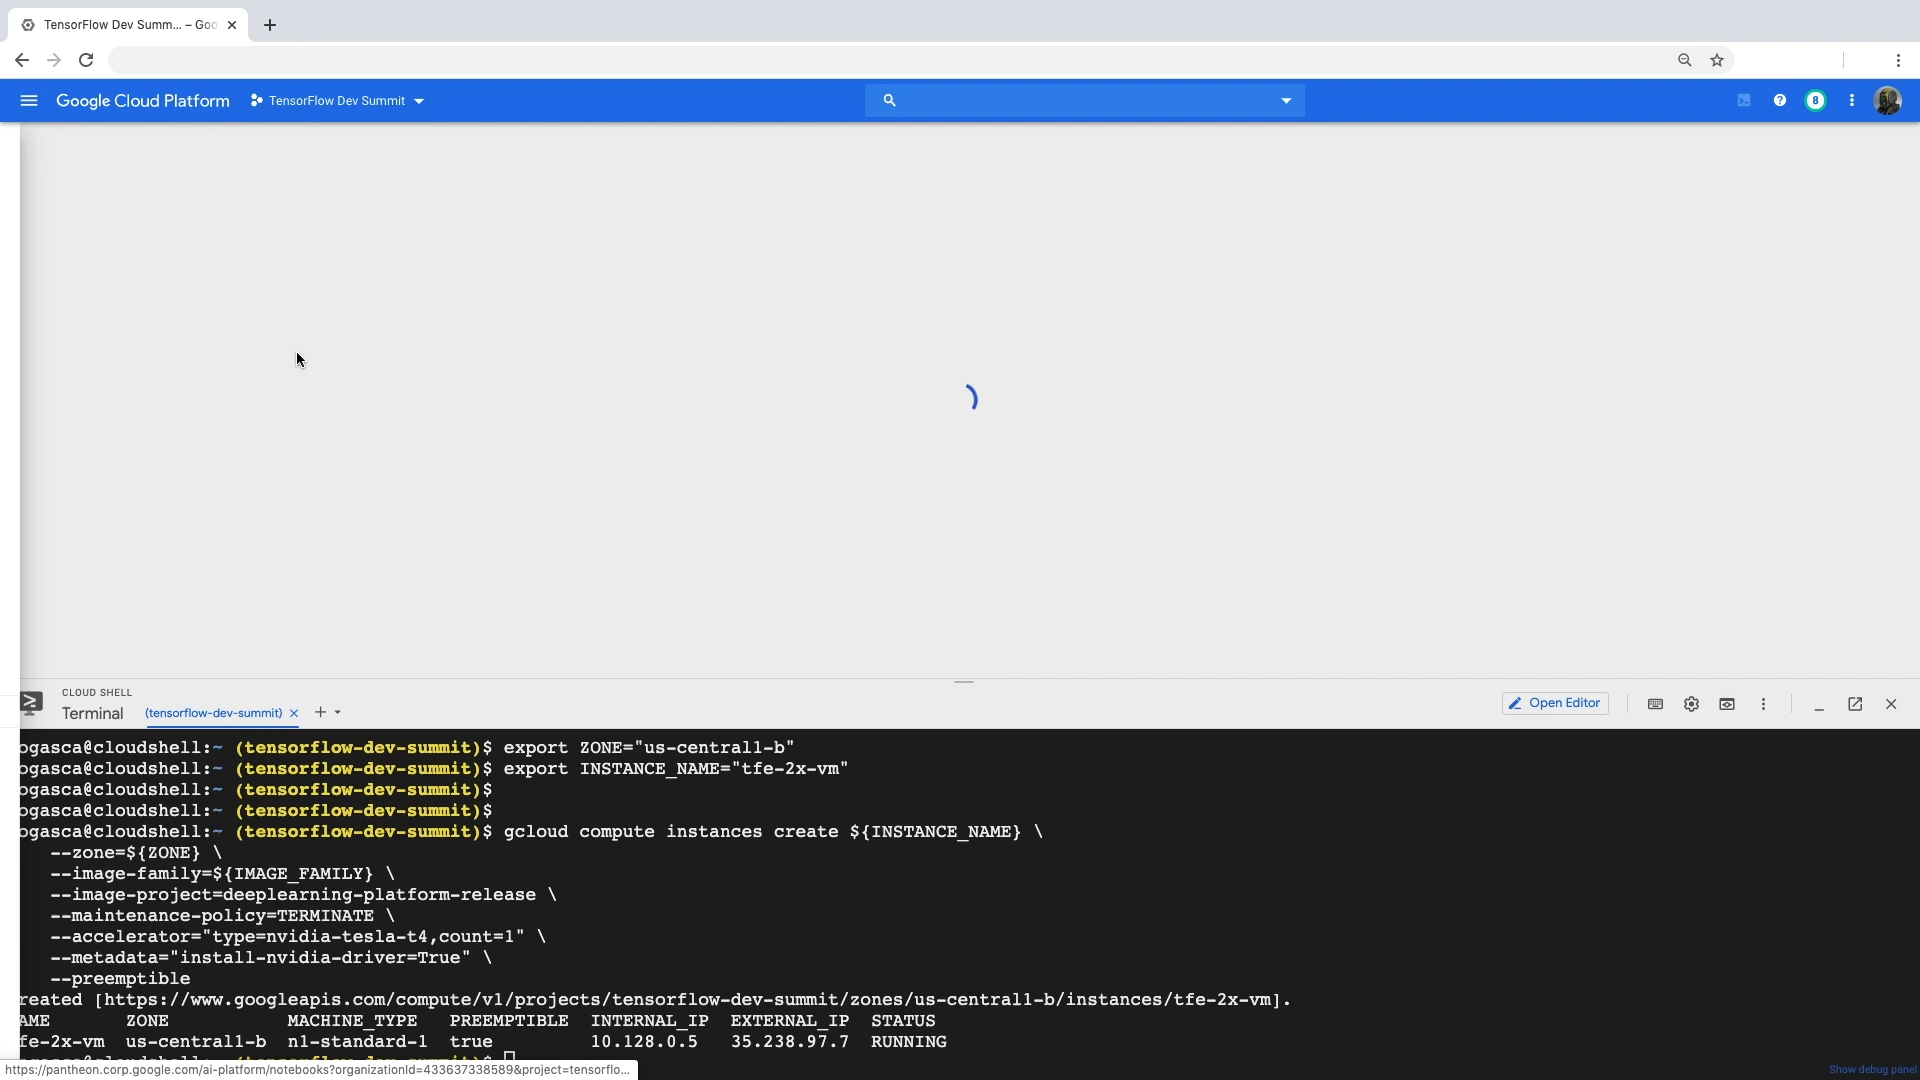 TensorFlow Dev Summ... – Goo
Google Cloud Platform
TensorFlow Dev Summit
8
CLOUD SHELL
Terminal
(tensorflow-dev-summit)
Open Editor
ogasca@cloudshell:~ (tensorflow-dev-summit)$ export ZONE="us-central1-b"
ogasca@cloudshell:~ (tensorflow-dev-summit)$ export INSTANCE_NAME="tfe-2x-vm"
ogasca@cloudshell:~ (tensorflow-dev-summit)$
ogasca@cloudshell:~ (tensorflow-dev-summit)$
ogasca@cloudshell:~ (tensorflow-dev-summit)$ gcloud compute instances create ${INSTANCE_NAME} \
--zone=${ZONE} \
--image-family=${IMAGE_FAMILY} \
--image-project=deeplearning-platform-release \
--maintenance-policy=TERMINATE \
--accelerator="type=nvidia-tesla-t4,count=1" \
--metadata="install-nvidia-driver=True" \
--preemptible
reated [https://www.googleapis.com/compute/v1/projects/tensorflow-dev-summit/zones/us-central1-b/instances/tfe-2x-vm].
AME ZONE MACHINE_TYPE PREEMPTIBLE INTERNAL_IP EXTERNAL_IP STATUS
fe-2x-vm us-central1-b n1-standard-1 true 10.128.0.5 35.238.97.7 RUNNING
https://pantheon.corp.google.com/ai-platform/notebooks?organizationId=433637338589&project=tensorflo...
Show debug panel